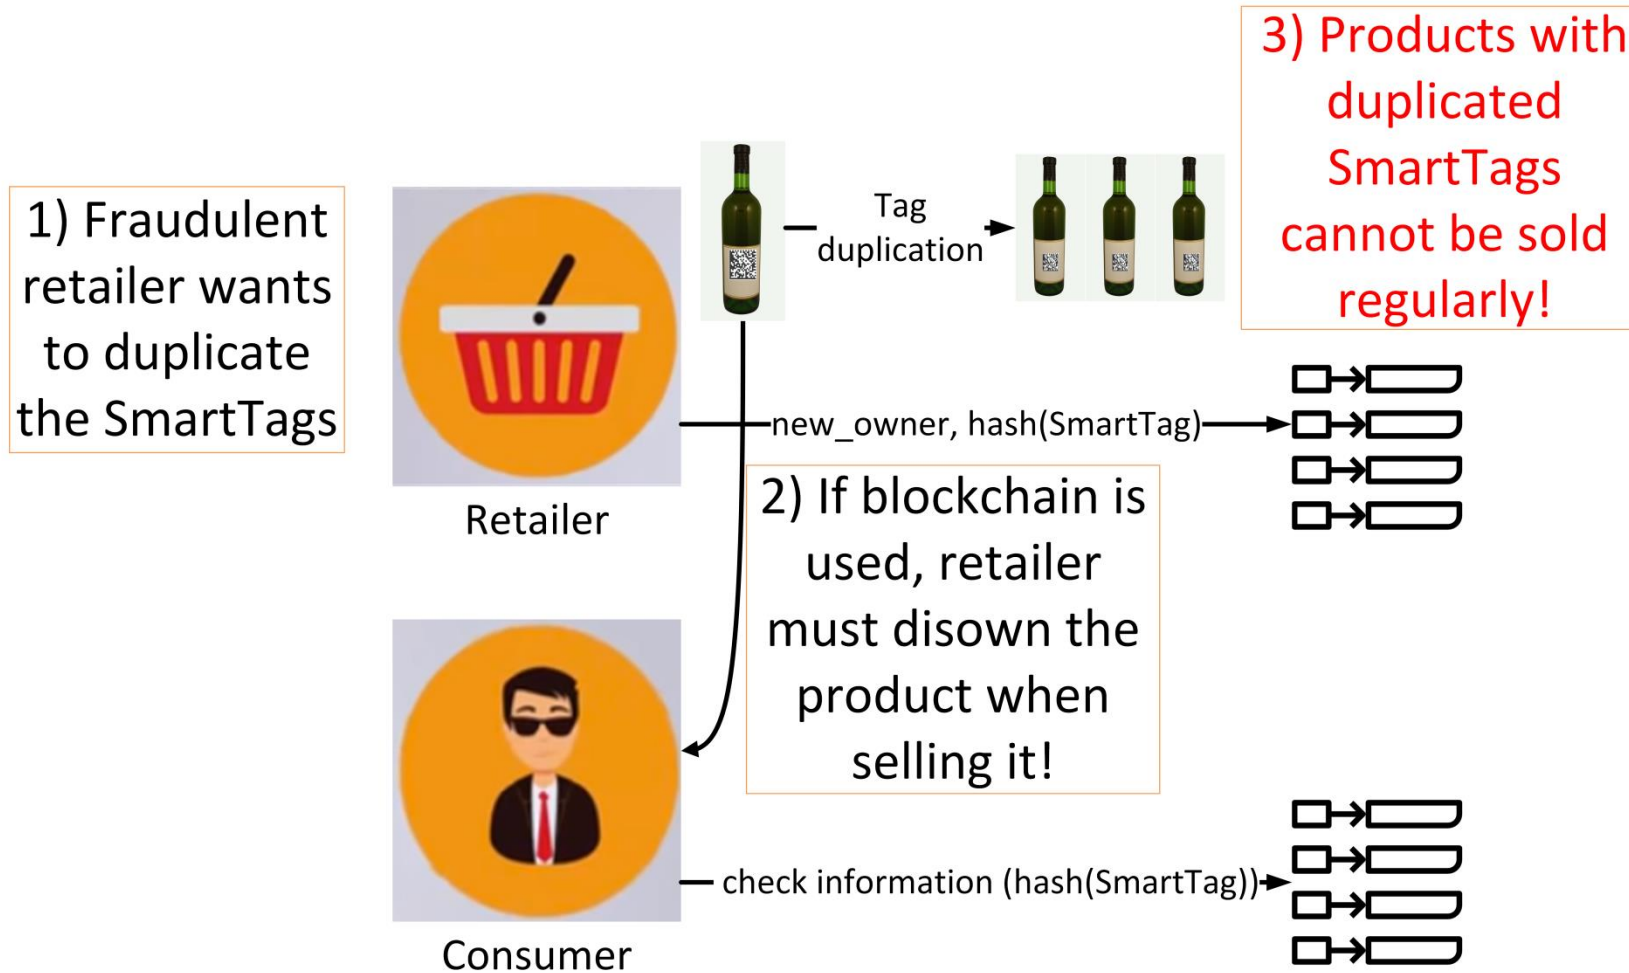 1) Fraudulent
retailer wants
to duplicate
the SmartTags
Tag
duplication
3) Products with
duplicated
SmartTags
cannot be sold
regularly!
new_owner, hash(SmartTag)
Retailer
2) If blockchain is
used, retailer
must disown the
product when
selling it!
check information (hash(SmartTag))
Consumer